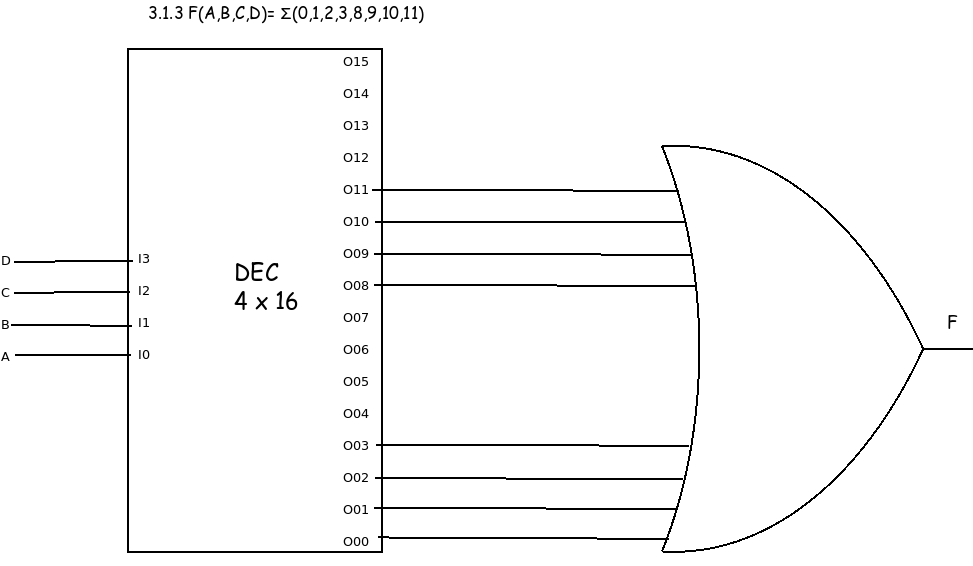 3.1.3 F(A,B,C,D)= Σ(0,1,2,3,8,9,10,11)
O15
O14
O13
O12
O11
O10
O09
O08
O07
O06
O05
O04
O03
O02
O01
O00
D I3
C I2
B I1
A I0
DEC
4 x 16
F